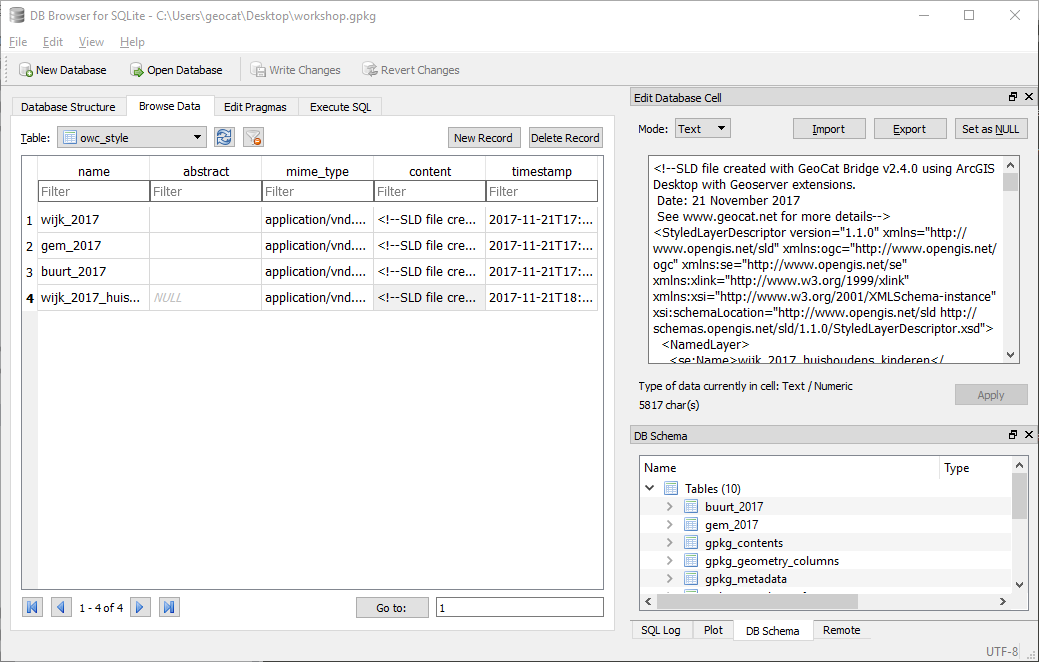 DB Browser for SQLite - C:\Users\geocat\Desktop\workshop.gpkg
File Edit View Help
New Database Open Database Write Changes Revert Changes
Database Structure Browse Data Edit Pragmas Execute SQL
Table: owc_style New Record Delete Record
name abstract mime_type content timestamp
Filter Filter Filter Filter Filter
1 wijk_2017 application/vnd.... <!--SLD file cre... 2017-11-21T17:...
2 gem_2017 application/vnd.... <!--SLD file cre... 2017-11-21T17:...
3 buurt_2017 application/vnd.... <!--SLD file cre... 2017-11-21T17:...
4 wijk_2017_huis... NULL application/vnd.... <!--SLD file cre... 2017-11-21T18:...
1 - 4 of 4 Go to: 1
Edit Database Cell
Mode: Text Import Export Set as NULL
<!--SLD file created with GeoCat Bridge v2.4.0 using ArcGIS
Desktop with Geoserver extensions.
Date: 21 November 2017
See www.geocat.net for more details-->
<StyledLayerDescriptor version="1.1.0" xmlns="http://
www.opengis.net/sld" xmlns:ogc="http://www.opengis.net/
ogc" xmlns:se="http://www.opengis.net/se"
xmlns:xlink="http://www.w3.org/1999/xlink"
xmlns:xsi="http://www.w3.org/2001/XMLSchema-instance"
xsi:schemaLocation="http://www.opengis.net/sld http://
schemas.opengis.net/sld/1.1.0/StyledLayerDescriptor.xsd">
<NamedLayer>
<se:Name>wijk_2017_huishoudens_kinderen</
Type of data currently in cell: Text / Numeric
5817 char(s)
Apply
DB Schema
Name Type
Tables (10)
buurt_2017
gem_2017
gpkg_contents
gpkg_geometry_columns
gpkg_metadata
SQL Log Plot DB Schema Remote
UTF-8